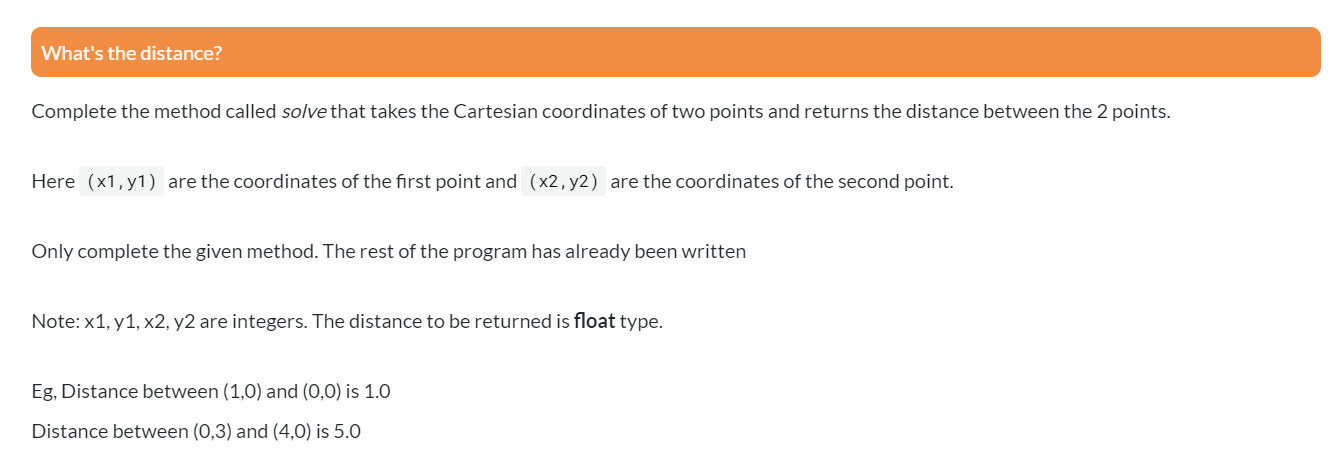 What's the distance?
Complete the method called solve that takes the Cartesian coordinates of two points and returns the distance between the 2 points.
Here (x1,y1) are the coordinates of the first point and (x2,y2) are the coordinates of the second point.
Only complete the given method. The rest of the program has already been written
Note: x1, y1, x2, y2 are integers. The distance to be returned is float type.
Eg, Distance between (1,0) and (0,0) is 1.0
Distance between (0,3) and (4,0) is 5.0